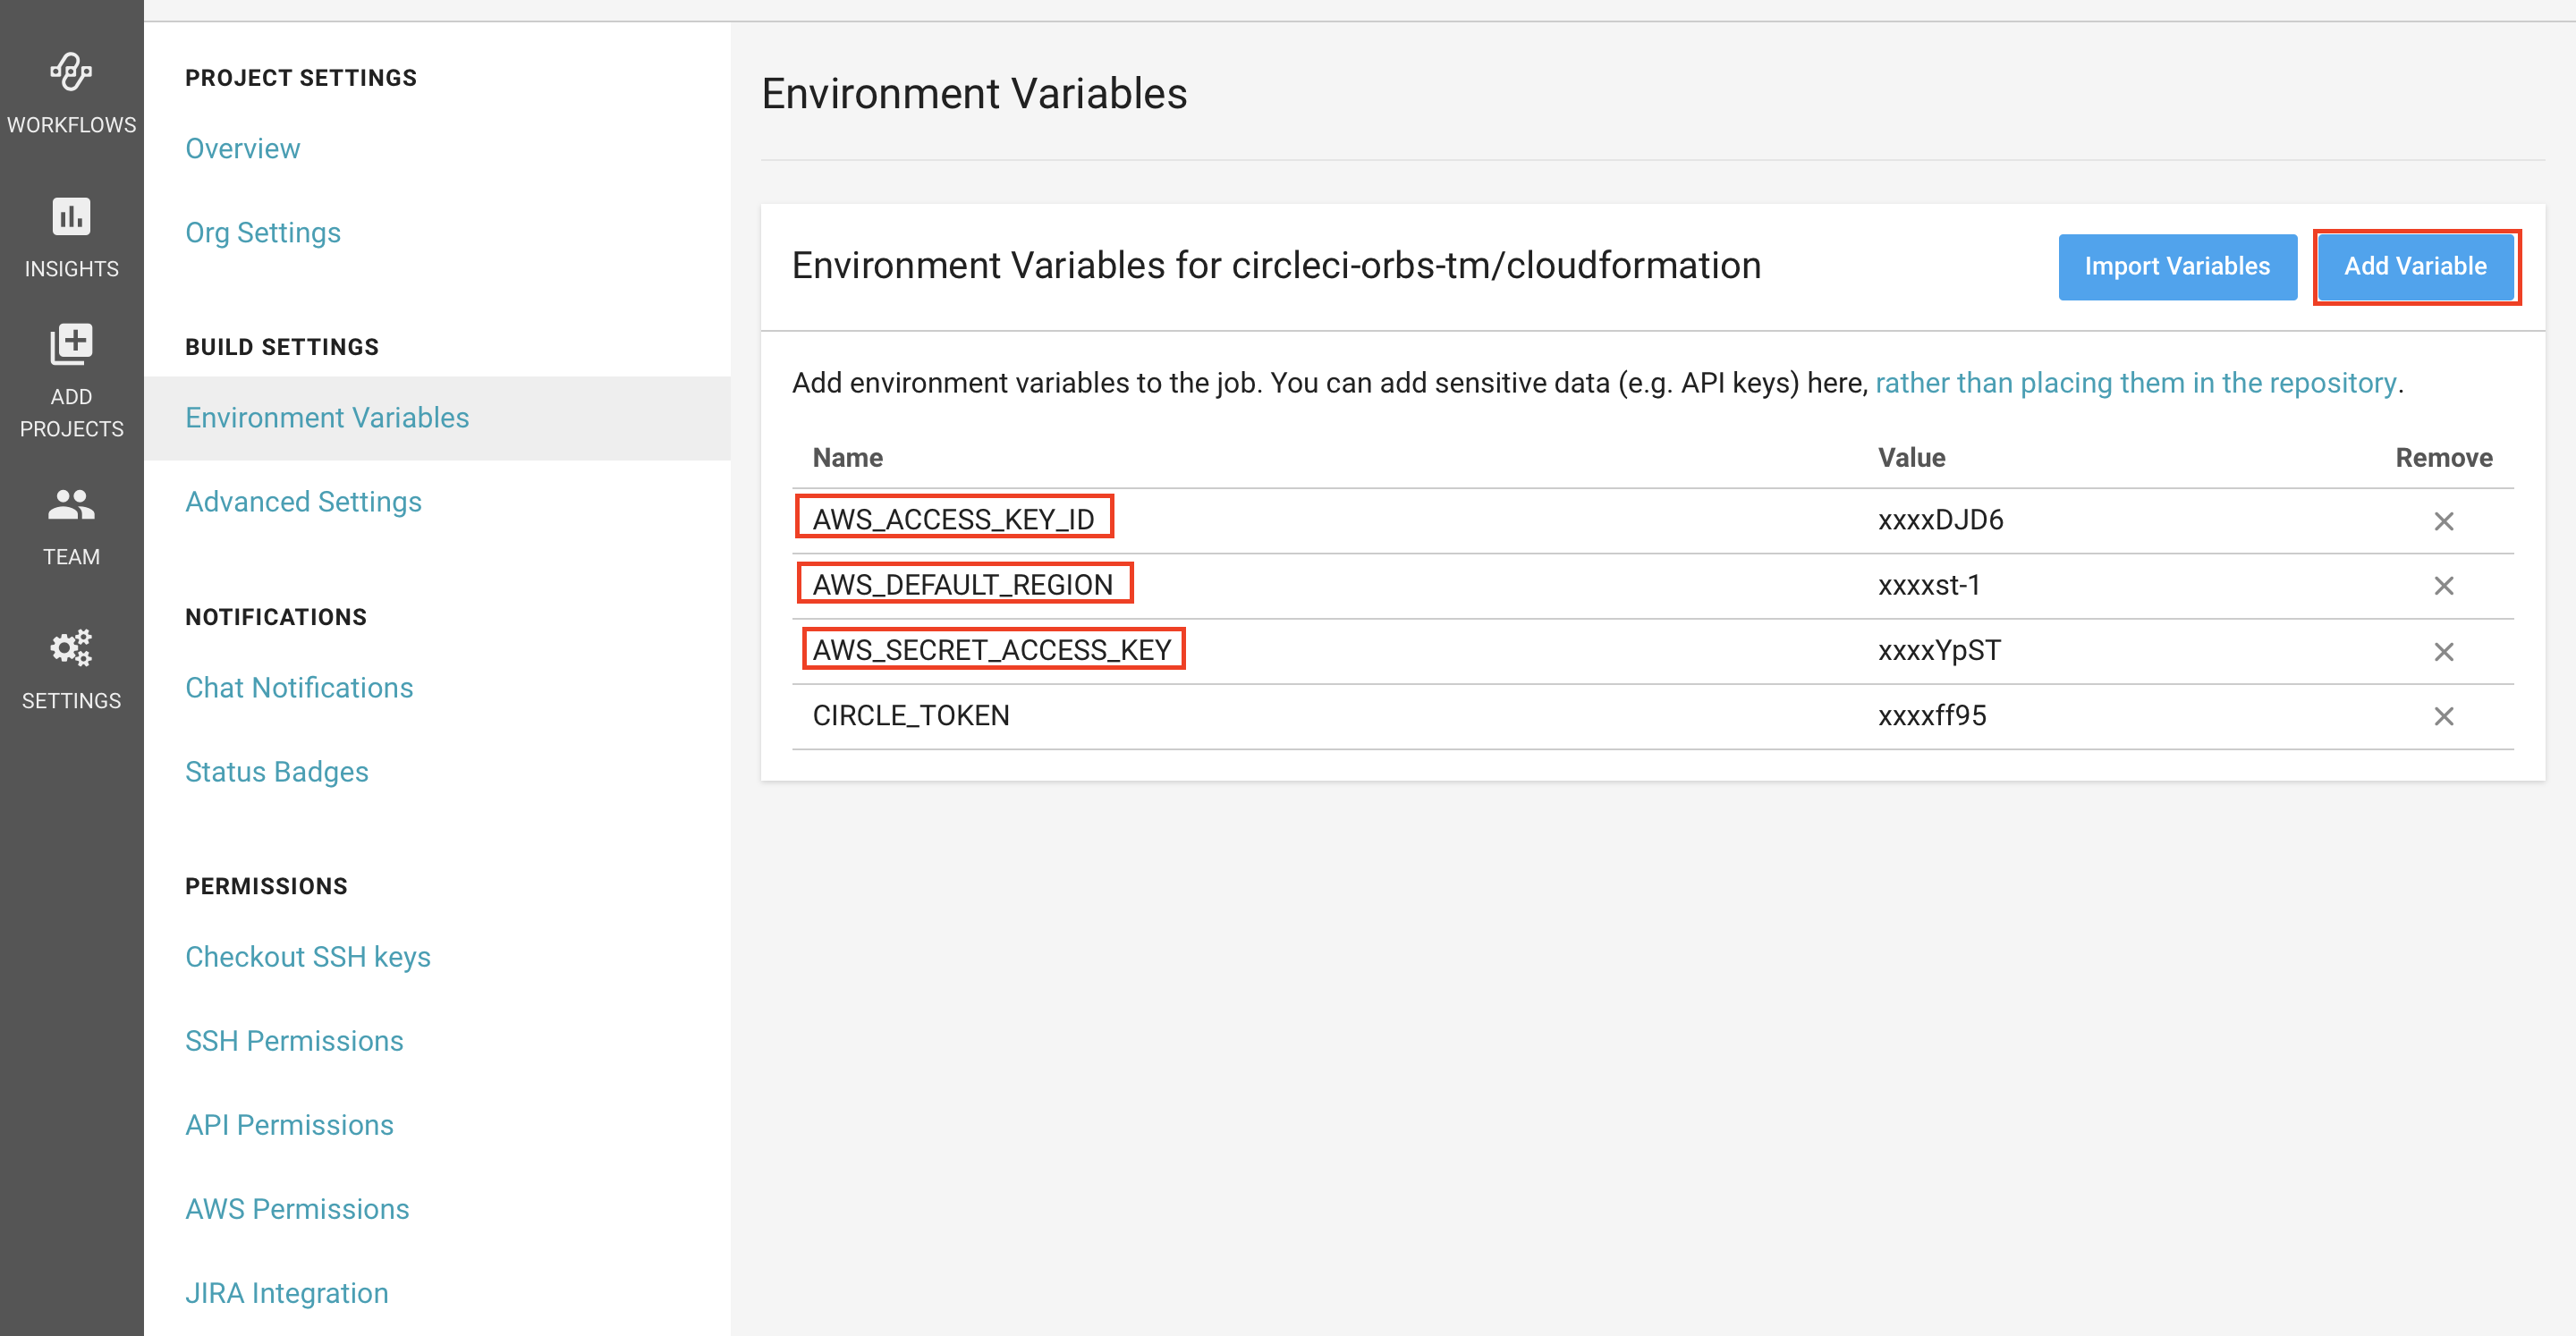 WORKFLOWS
INSIGHTS
ADD
PROJECTS
TEAM
SETTINGS
PROJECT SETTINGS
Overview
Org Settings
BUILD SETTINGS
Environment Variables
Advanced Settings
NOTIFICATIONS
Chat Notifications
Status Badges
PERMISSIONS
Checkout SSH keys
SSH Permissions
API Permissions
AWS Permissions
JIRA Integration
Environment Variables
Environment Variables for circleci-orbs-tm/cloudformation
Import Variables
Add Variable
Add environment variables to the job. You can add sensitive data (e.g. API keys) here, rather than placing them in the repository.
Name Value Remove
AWS_ACCESS_KEY_ID xxxxDJD6
AWS_DEFAULT_REGION xxxxst-1
AWS_SECRET_ACCESS_KEY xxxxYpST
CIRCLE_TOKEN xxxxff95